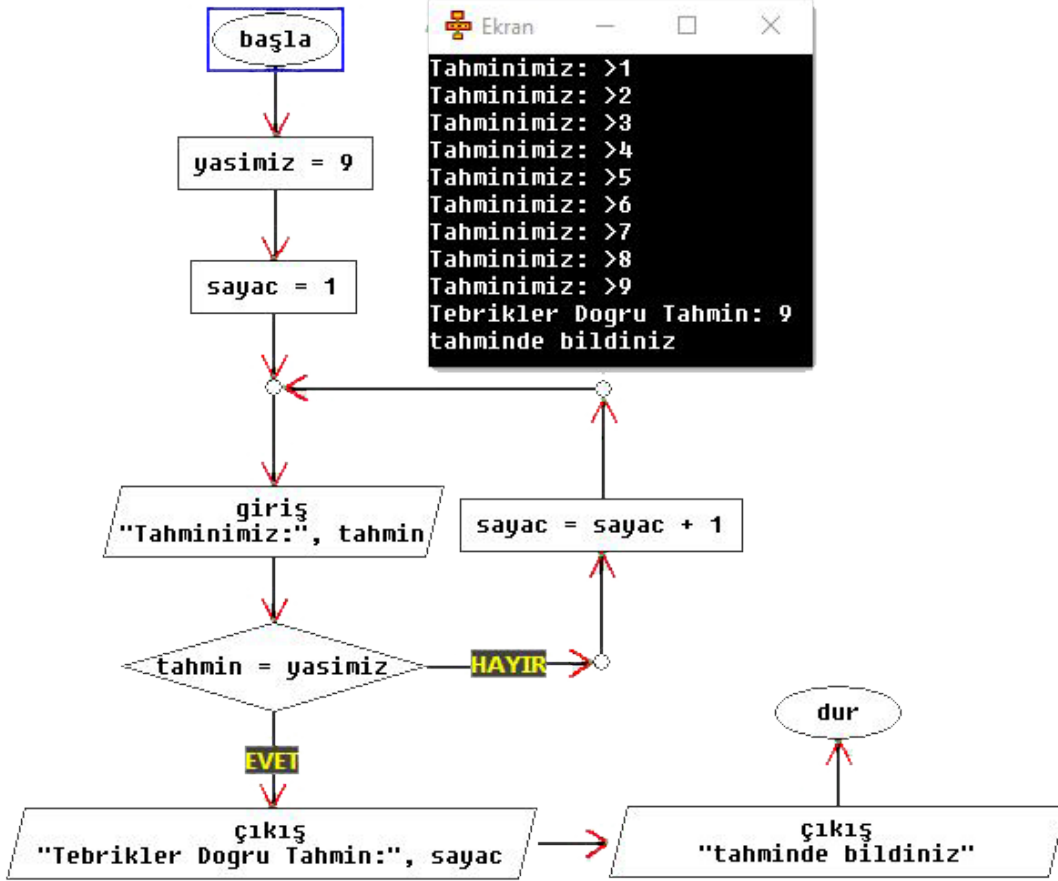 başla
yasimiz = 9
sayac = 1
Ekran
Tahminimiz: >1
Tahminimiz: >2
Tahminimiz: >3
Tahminimiz: >4
Tahminimiz: >5
Tahminimiz: >6
Tahminimiz: >7
Tahminimiz: >8
Tahminimiz: >9
Tebrikler Dogru Tahmin: 9
tahminde bildiniz
giriş
"Tahminimiz:", tahmin
sayac = sayac + 1
tahmin = yasimiz
HAYIR
EVET
çıkış
"Tebrikler Dogru Tahmin:", sayac
çıkış
"tahminde bildiniz"
dur